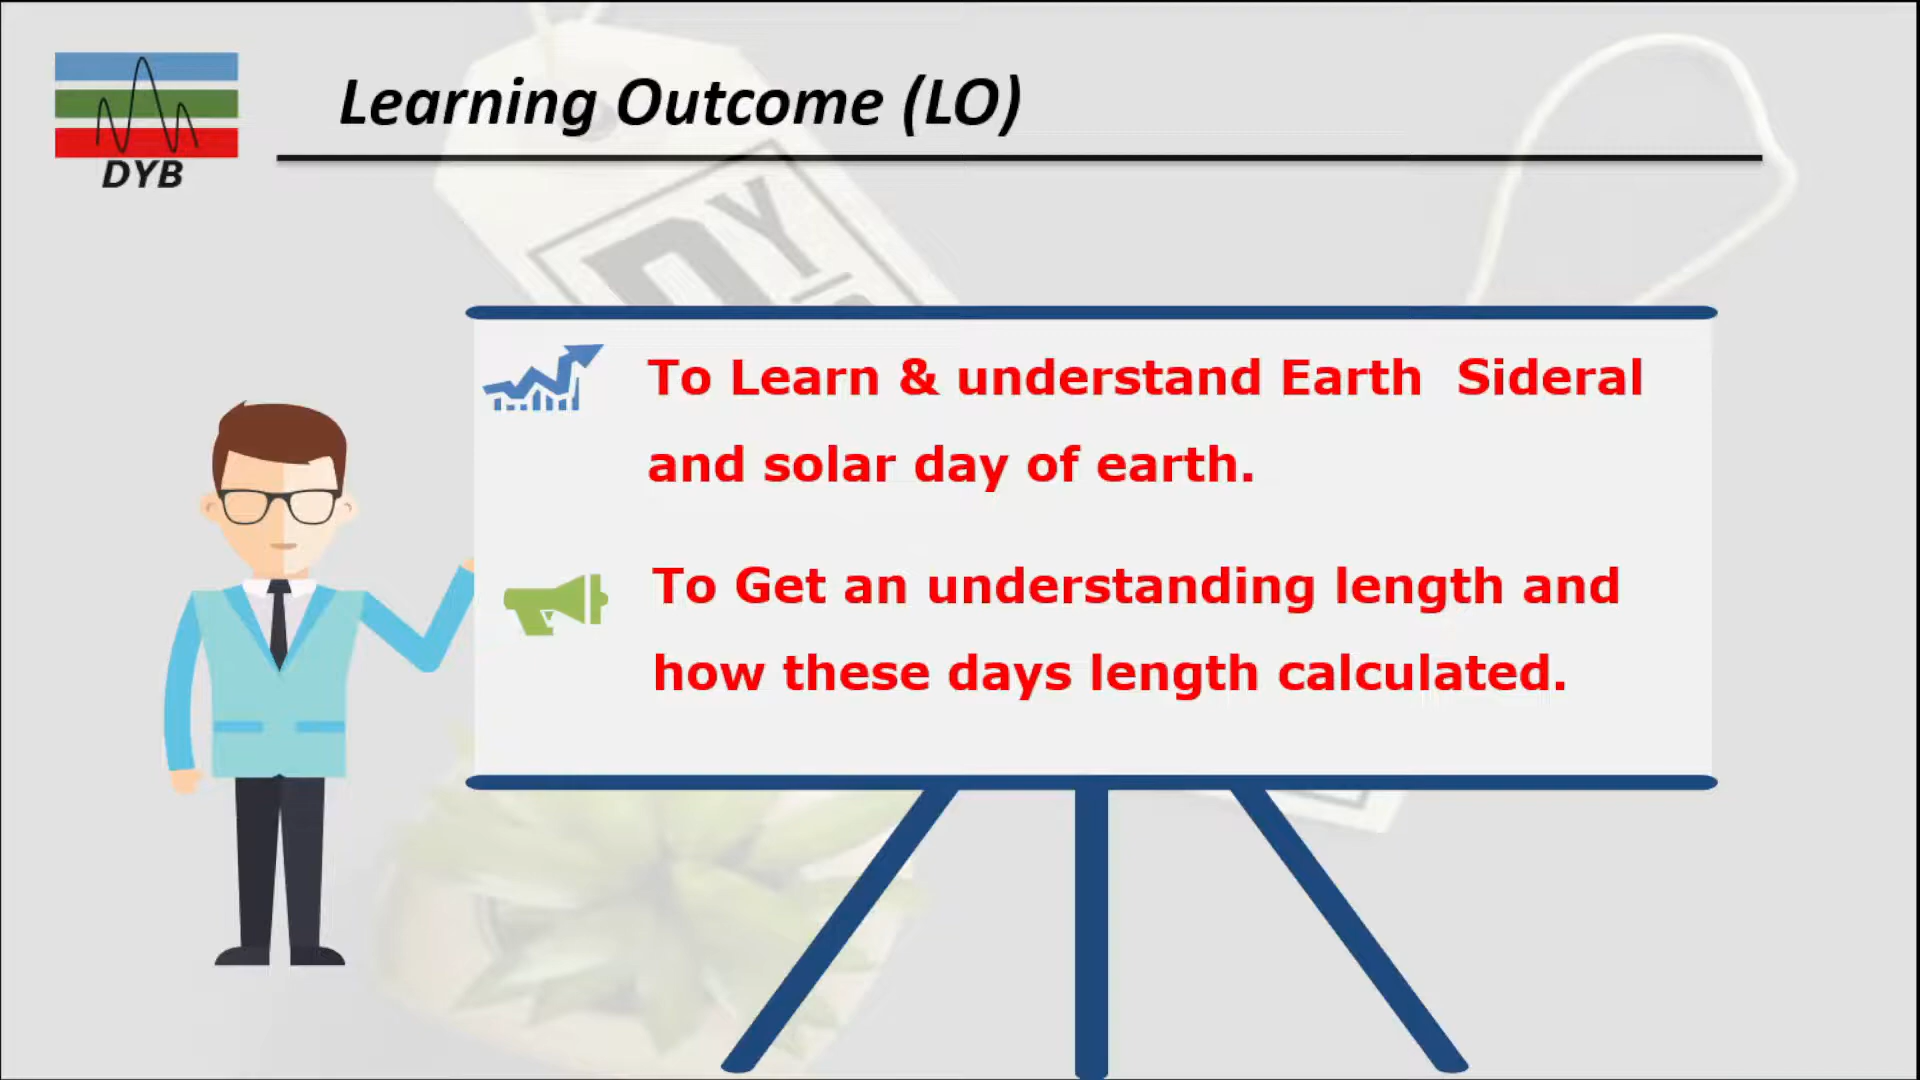 Learning Outcome (LO)
DYB
To Learn & understand Earth  Sideral
and solar day of earth.
To Get an understanding length and
how these days length calculated.